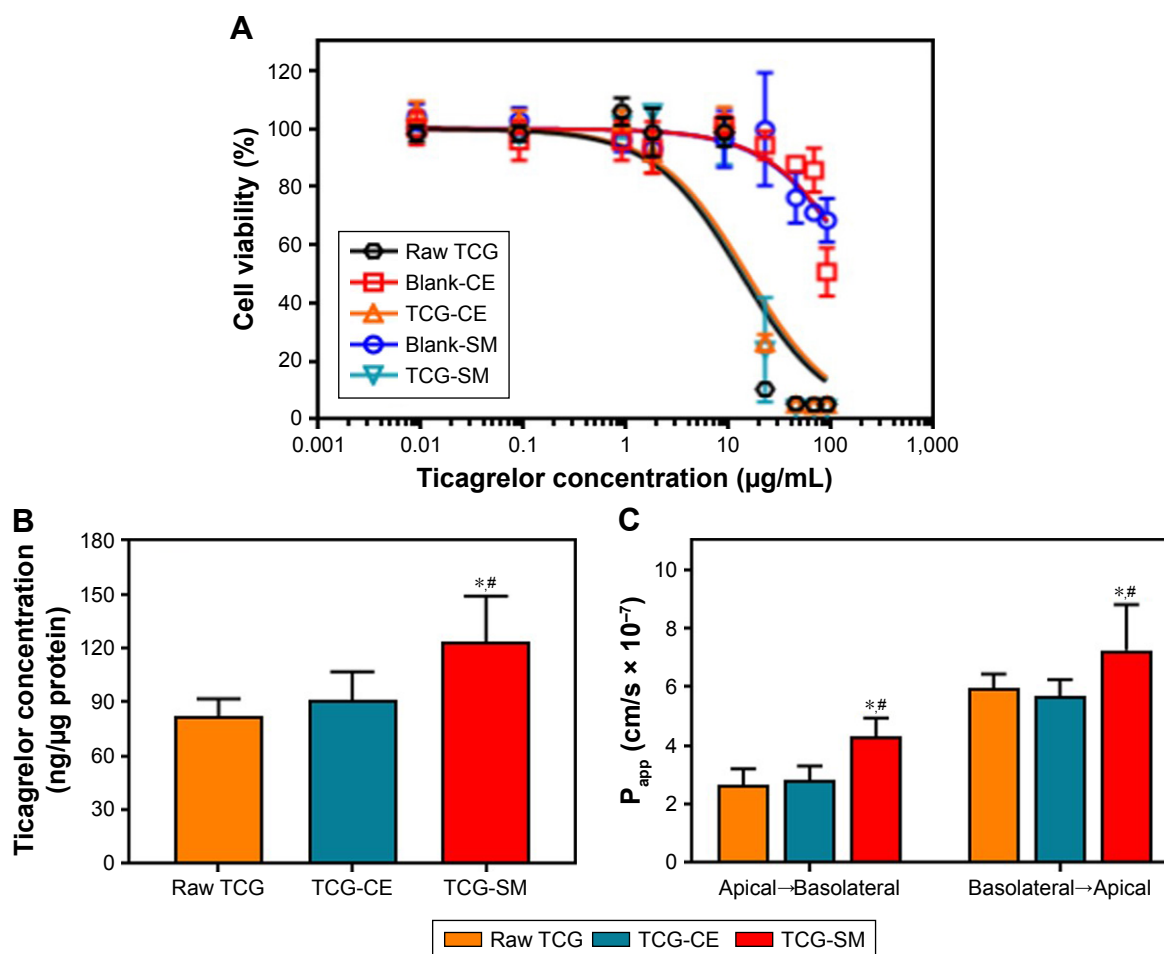 A
Cell viability (%)
120
100
80
60
40
20
0
Raw TCG
Blank-CE
TCG-CE
Blank-SM
TCG-SM
0.001 0.01 0.1 1 10 100 1,000
Ticagrelor concentration (µg/mL)
B
Ticagrelor concentration
(ng/µg protein)
180
150
120
90
60
30
0
*,#
Raw TCG TCG-CE TCG-SM
C
Papp (cm/s × 10⁻⁷)
10
8
6
4
2
0
*,#
*,#
Apical→Basolateral Basolateral→Apical
Raw TCG TCG-CE TCG-SM